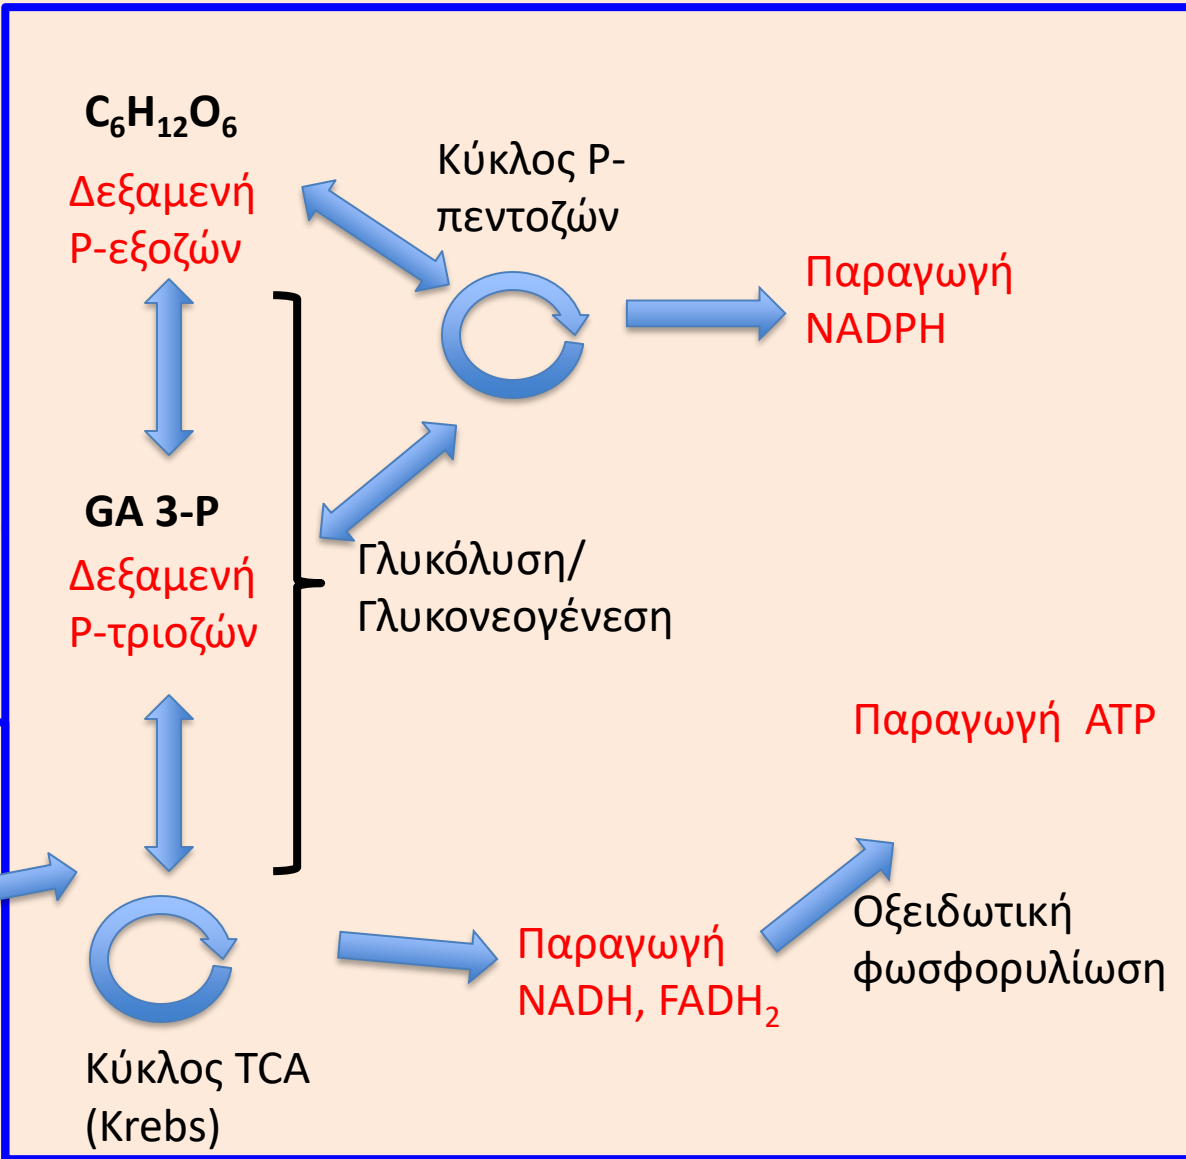 C₆H₁₂O₆
Δεξαμενή
P-εξοζών
Κύκλος P-
πεντοζών
Παραγωγή
NADPH
GA 3-P
Δεξαμενή
P-τριοζών
Γλυκόλυση/
Γλυκονεογένεση
Παραγωγή ATP
Οξειδωτική
φωσφορυλίωση
Παραγωγή
NADH, FADH₂
Κύκλος TCA
(Krebs)